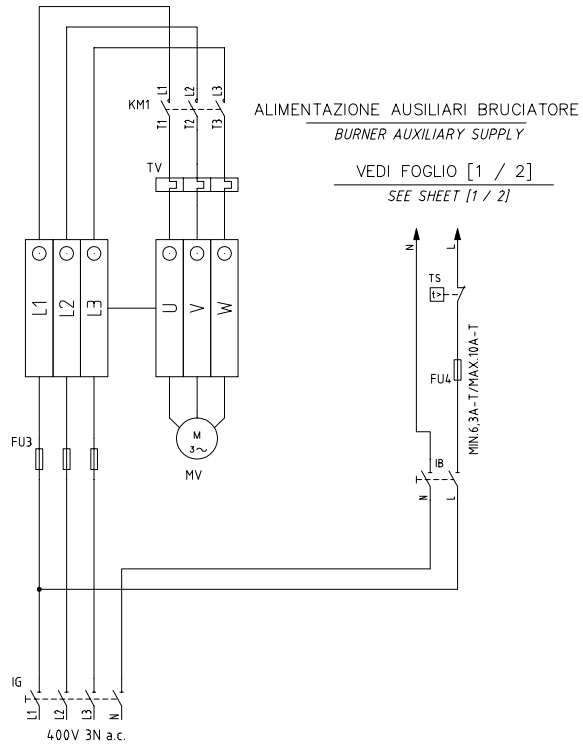 L1
L2
L3
KM1
T1
T2
T3
ALIMENTAZIONE AUSILIARI BRUCIATORE
BURNER AUXILIARY SUPPLY
TV
VEDI FOGLIO [1 / 2]
SEE SHEET [1 / 2]
N
L
L1
L2
L3
U
V
W
TS
t>
FU4
MIN.6,3A-T/MAX.10A-T
M
3~
MV
FU3
IB
N
L
IG
L1
L2
L3
N
400V 3N a.c.